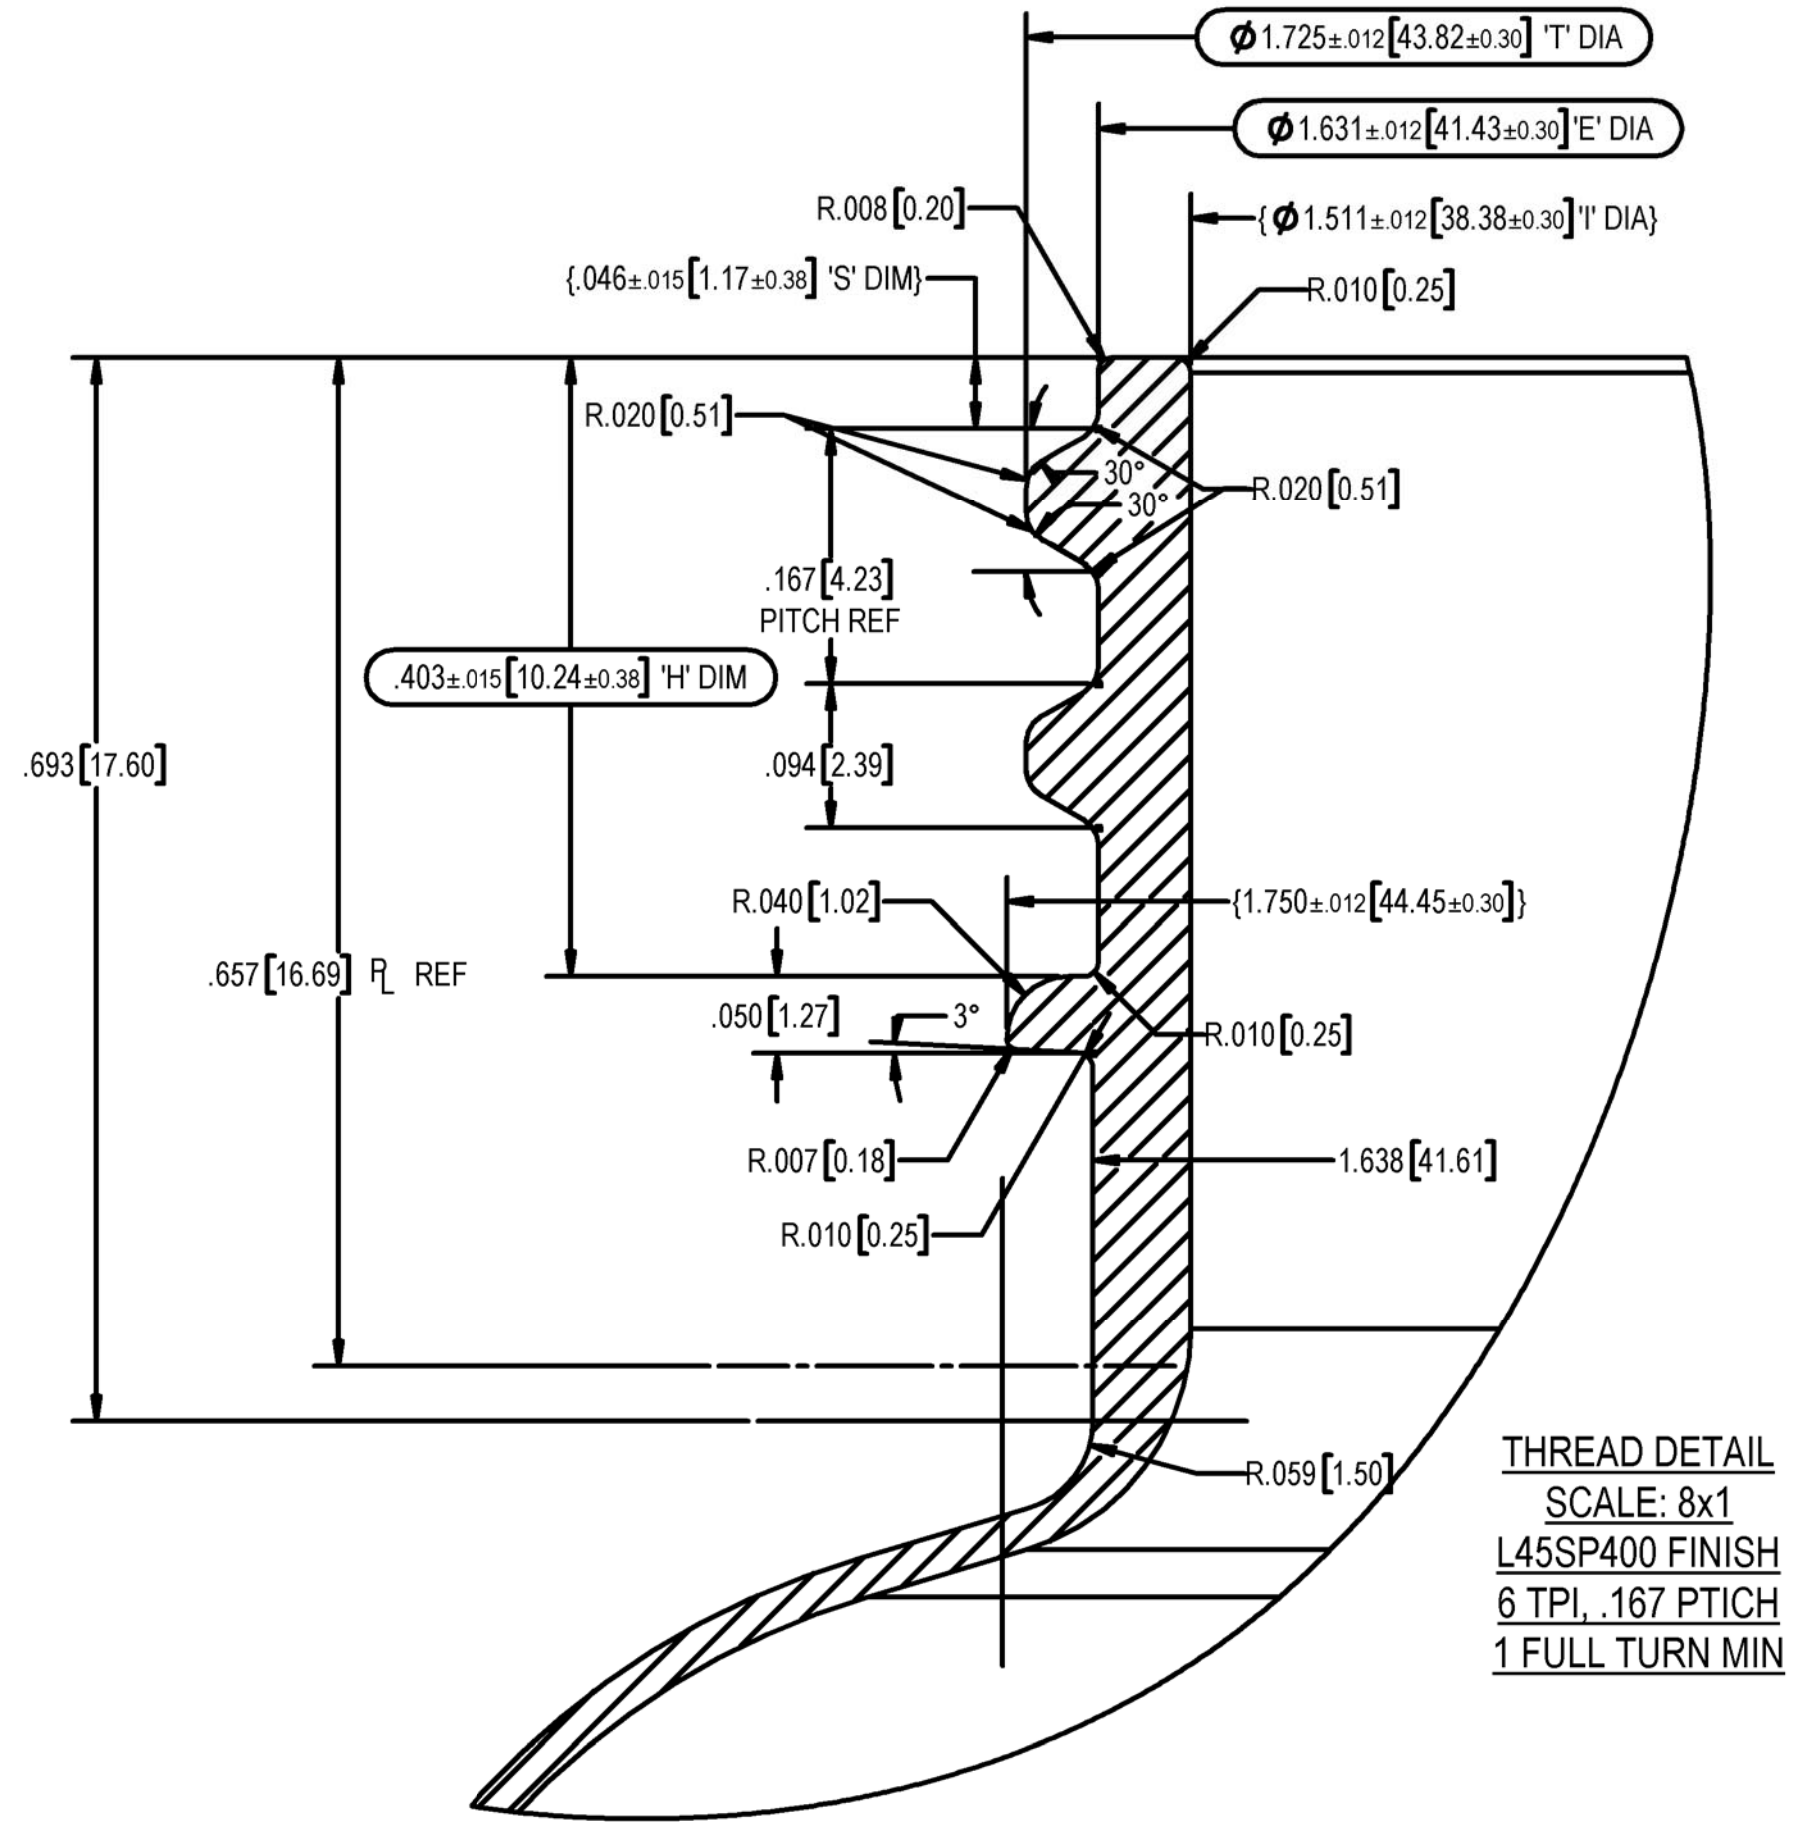 Ø1.725±.012[43.82±0.30] 'T' DIA
Ø1.631±.012[41.43±0.30]'E' DIA
R.008[0.20]
{Ø1.511±.012[38.38±0.30]'I' DIA}
{.046±.015[1.17±0.38] 'S' DIM}
R.010[0.25]
R.020[0.51]
30°
R.020[0.51]
30°
.167[4.23]
PITCH REF
.403±.015[10.24±0.38] 'H' DIM
.693[17.60]
.094[2.39]
R.040[1.02]
{1.750±.012[44.45±0.30]}
.657[16.69] PL REF
.050[1.27]
3°
R.010[0.25]
R.007[0.18]
1.638[41.61]
R.010[0.25]
R.059[1.50]
THREAD DETAIL
SCALE: 8x1
L45SP400 FINISH
6 TPI, .167 PTICH
1 FULL TURN MIN